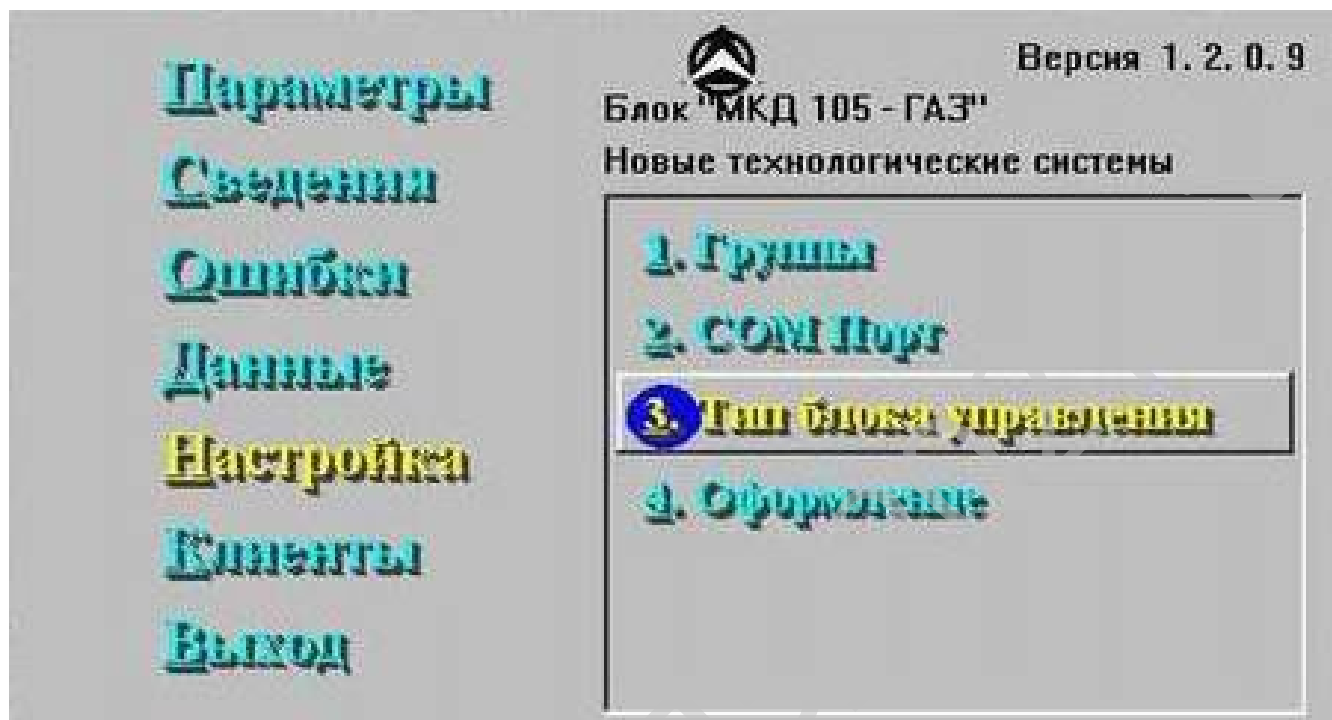 Параметры
Сведения
Ошибки
Данные
Настройка
Клиенты
Выход
Версия 1. 2. 0. 9
Блок "МКД 105 - ГАЗ"
Новые технологические системы
1. Группы
2. COM Порт
3. Тип блока управления
4. Оформление